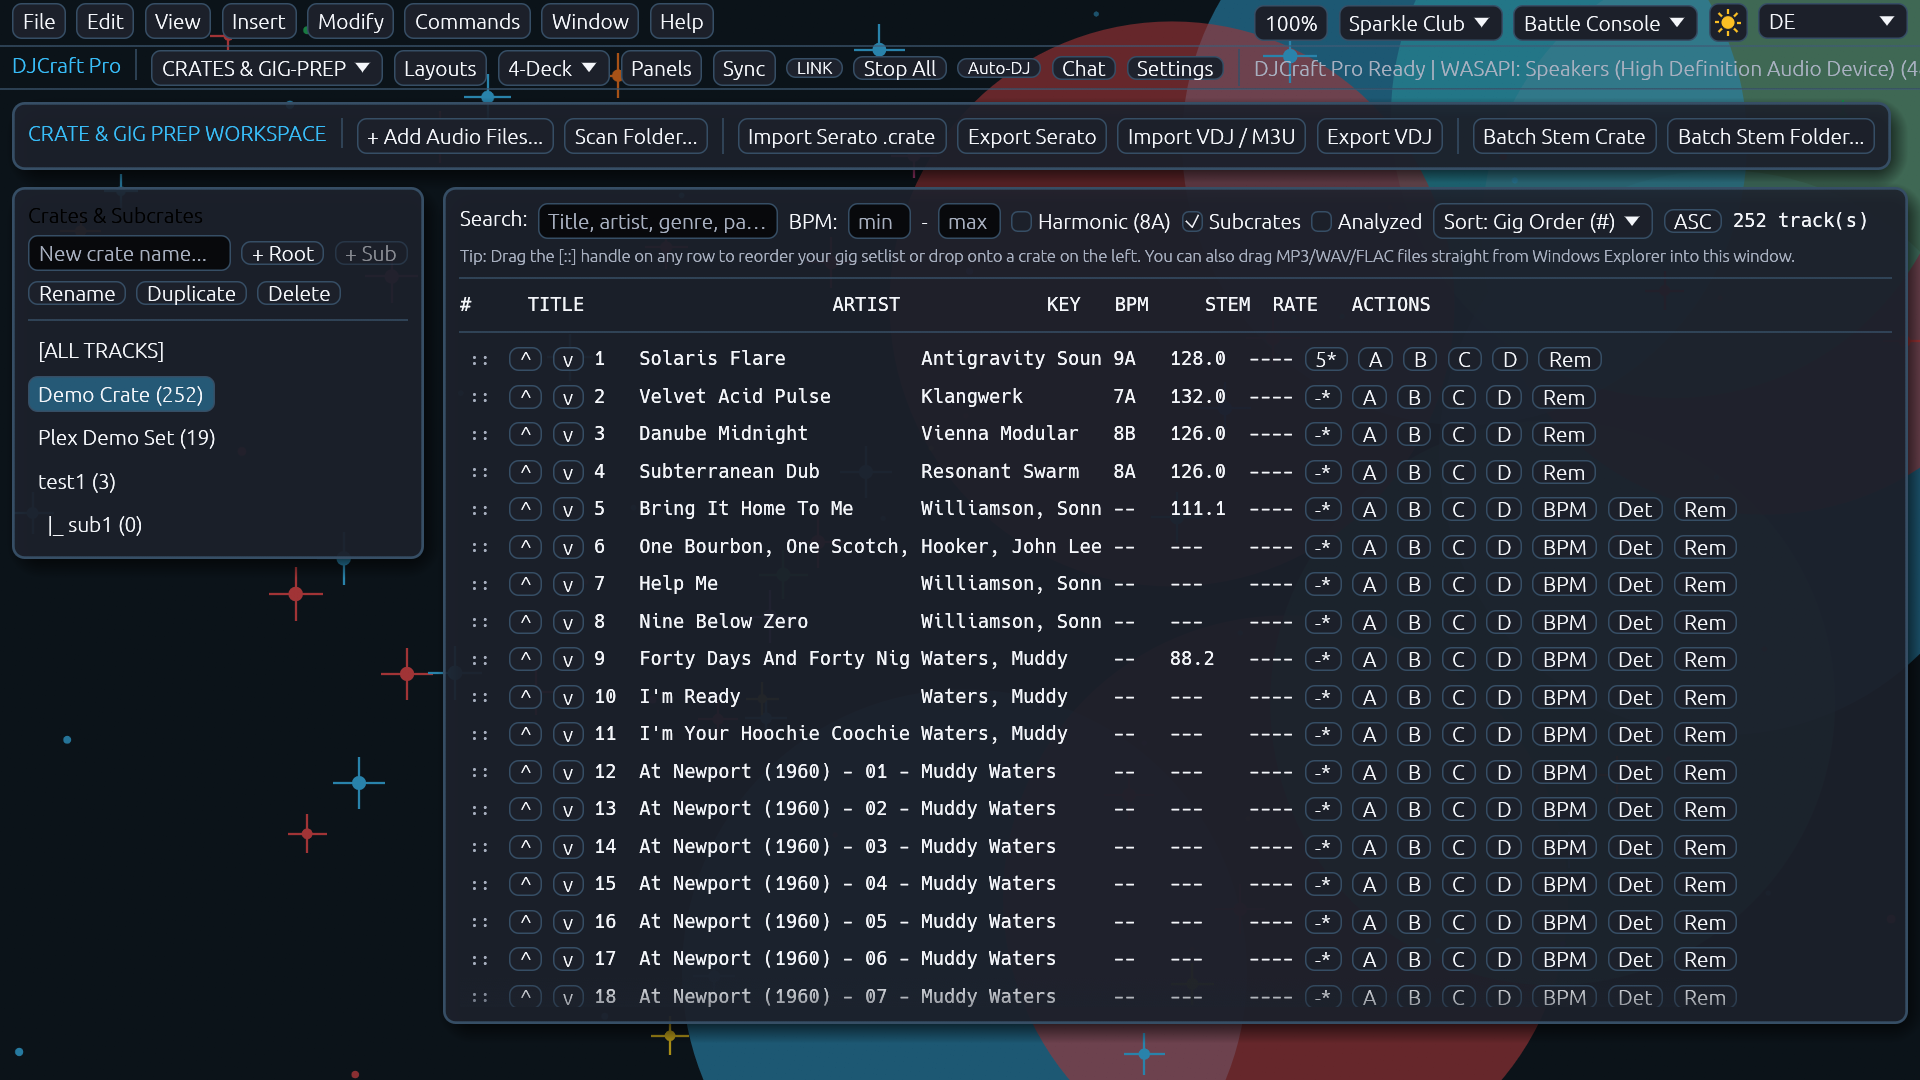 File Edit View Insert Modify Commands Window Help 100% Sparkle Club Battle Console DE
DJCraft Pro CRATES & GIG-PREP Layouts 4-Deck Panels Sync LINK Stop All Auto-DJ Chat Settings DJCraft Pro Ready | WASAPI: Speakers (High Definition Audio Device) (4
CRATE & GIG PREP WORKSPACE + Add Audio Files... Scan Folder... Import Serato .crate Export Serato Import VDJ / M3U Export VDJ Batch Stem Crate Batch Stem Folder...
Crates & Subcrates
New crate name... + Root + Sub
Rename Duplicate Delete
[ALL TRACKS]
Demo Crate (252)
Plex Demo Set (19)
test1 (3)
|_ sub1 (0)
Search: Title, artist, genre, pa... BPM: min - max Harmonic (8A) Subcrates Analyzed Sort: Gig Order (#) ASC 252 track(s)
Tip: Drag the [::] handle on any row to reorder your gig setlist or drop onto a crate on the left. You can also drag MP3/WAV/FLAC files straight from Windows Explorer into this window.
# TITLE ARTIST KEY BPM STEM RATE ACTIONS
:: ^ v 1 Solaris Flare Antigravity Soun 9A 128.0 ---- 5* A B C D Rem
:: ^ v 2 Velvet Acid Pulse Klangwerk 7A 132.0 ---- -* A B C D Rem
:: ^ v 3 Danube Midnight Vienna Modular 8B 126.0 ---- -* A B C D Rem
:: ^ v 4 Subterranean Dub Resonant Swarm 8A 126.0 ---- -* A B C D Rem
:: ^ v 5 Bring It Home To Me Williamson, Sonn -- 111.1 ---- -* A B C D BPM Det Rem
:: ^ v 6 One Bourbon, One Scotch, Hooker, John Lee -- --- ---- -* A B C D BPM Det Rem
:: ^ v 7 Help Me Williamson, Sonn -- --- ---- -* A B C D BPM Det Rem
:: ^ v 8 Nine Below Zero Williamson, Sonn -- --- ---- -* A B C D BPM Det Rem
:: ^ v 9 Forty Days And Forty Nig Waters, Muddy -- 88.2 ---- -* A B C D BPM Det Rem
:: ^ v 10 I'm Ready Waters, Muddy -- --- ---- -* A B C D BPM Det Rem
:: ^ v 11 I'm Your Hoochie Coochie Waters, Muddy -- --- ---- -* A B C D BPM Det Rem
:: ^ v 12 At Newport (1960) - 01 - Muddy Waters -- --- ---- -* A B C D BPM Det Rem
:: ^ v 13 At Newport (1960) - 02 - Muddy Waters -- --- ---- -* A B C D BPM Det Rem
:: ^ v 14 At Newport (1960) - 03 - Muddy Waters -- --- ---- -* A B C D BPM Det Rem
:: ^ v 15 At Newport (1960) - 04 - Muddy Waters -- --- ---- -* A B C D BPM Det Rem
:: ^ v 16 At Newport (1960) - 05 - Muddy Waters -- --- ---- -* A B C D BPM Det Rem
:: ^ v 17 At Newport (1960) - 06 - Muddy Waters -- --- ---- -* A B C D BPM Det Rem
:: ^ v 18 At Newport (1960) - 07 - Muddy Waters -- --- ---- -* A B C D BPM Det Rem